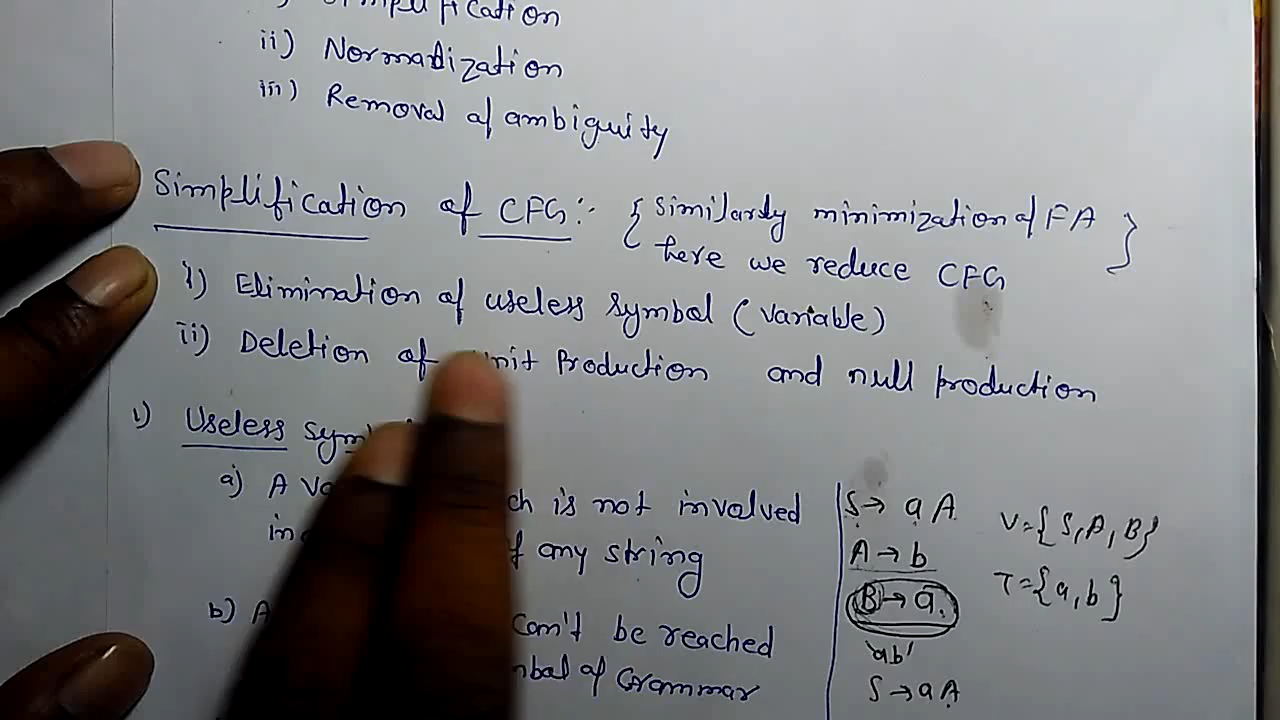 Simplification
ii) Normalization
iii) Removal of ambiguity
Simplification of CFG:- { Similarly minimization of FA
here we reduce CFG }
i) Elimination of useless symbol (variable)
ii) Deletion of unit Production and null production
i) Useless
a) A which is not involved
in any string
b) A can't be reached
of Grammar
S → aA
A → b
B → a.
'ab'
S → aA
V = {S, A, B}
T = {a, b}